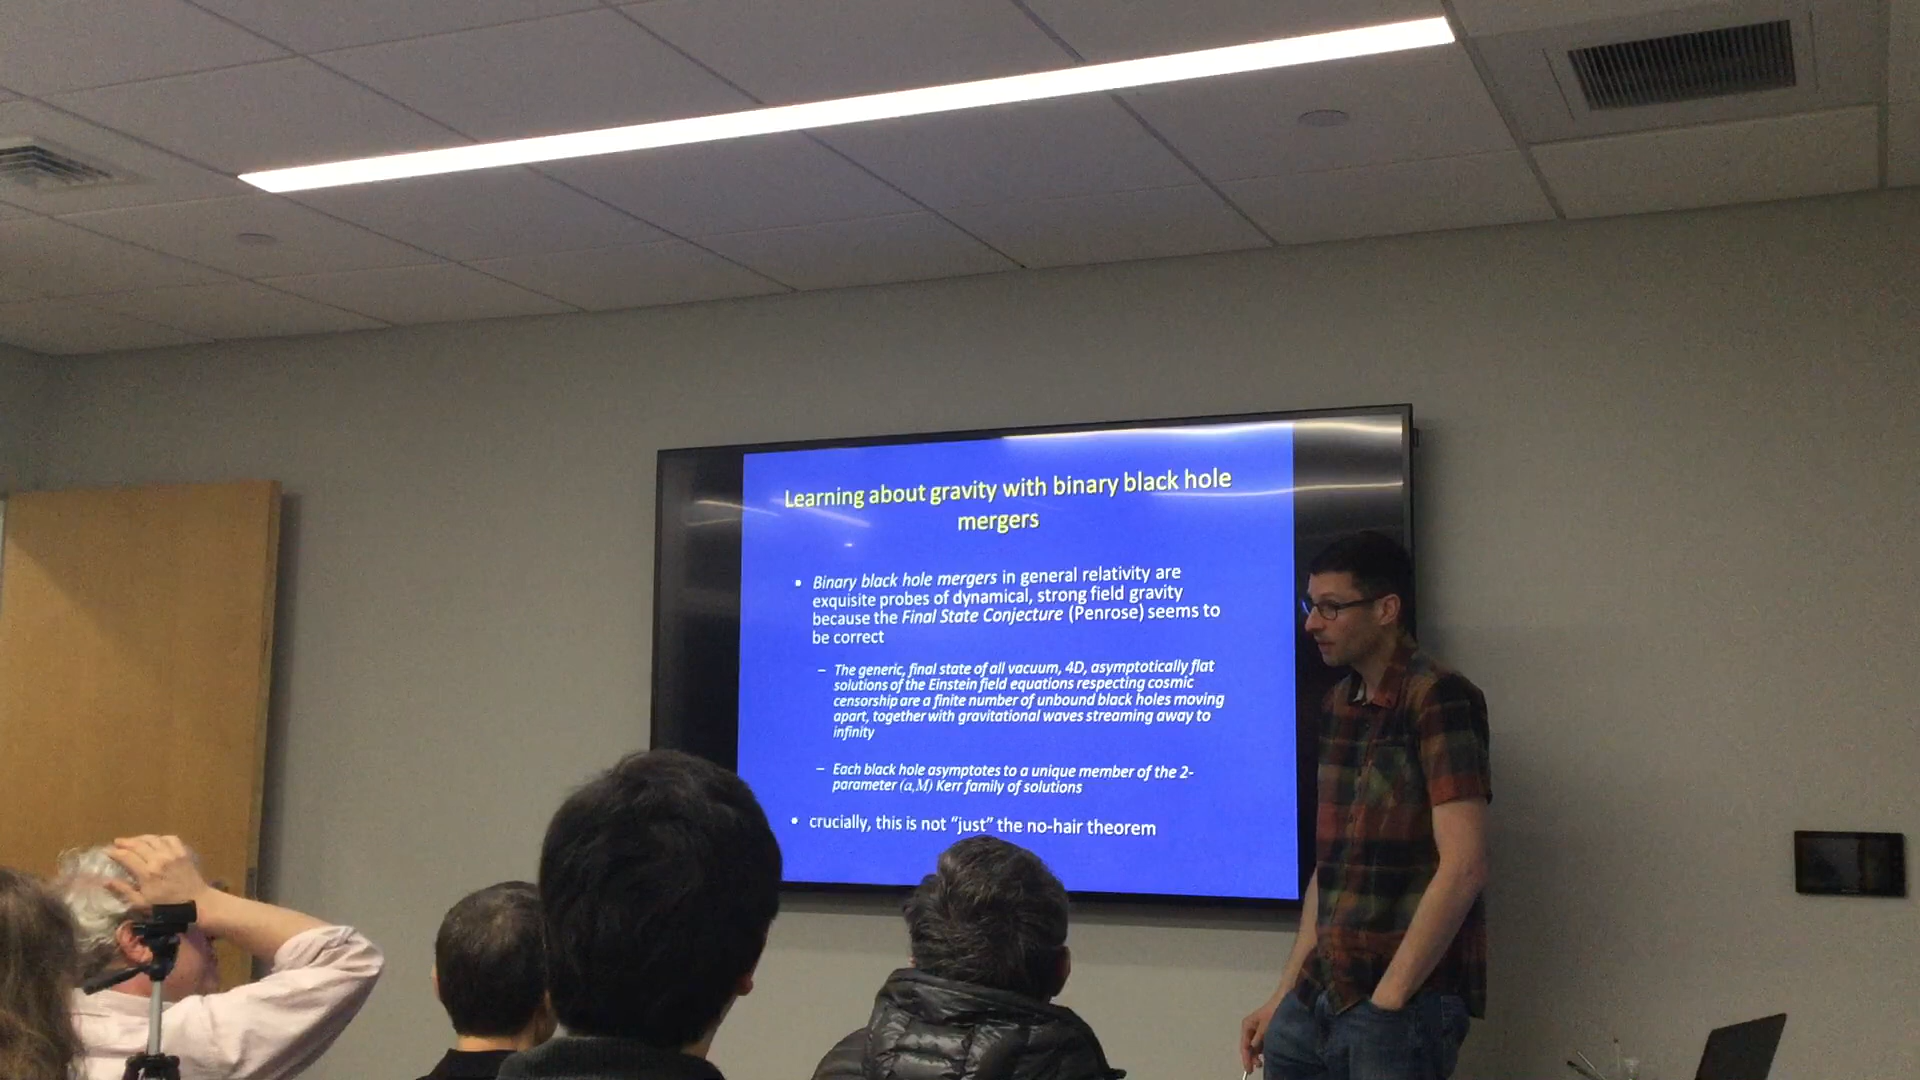 Learning about gravity with binary black hole
mergers
• Binary black hole mergers in general relativity are
exquisite probes of dynamical, strong field gravity
because the Final State Conjecture (Penrose) seems to
be correct
– The generic, final state of all vacuum, 4D, asymptotically flat
solutions of the Einstein field equations respecting cosmic
censorship are a finite number of unbound black holes moving
apart, together with gravitational waves streaming away to
infinity
– Each black hole asymptotes to a unique member of the 2-
parameter (a,M) Kerr family of solutions
• crucially, this is not “just” the no-hair theorem